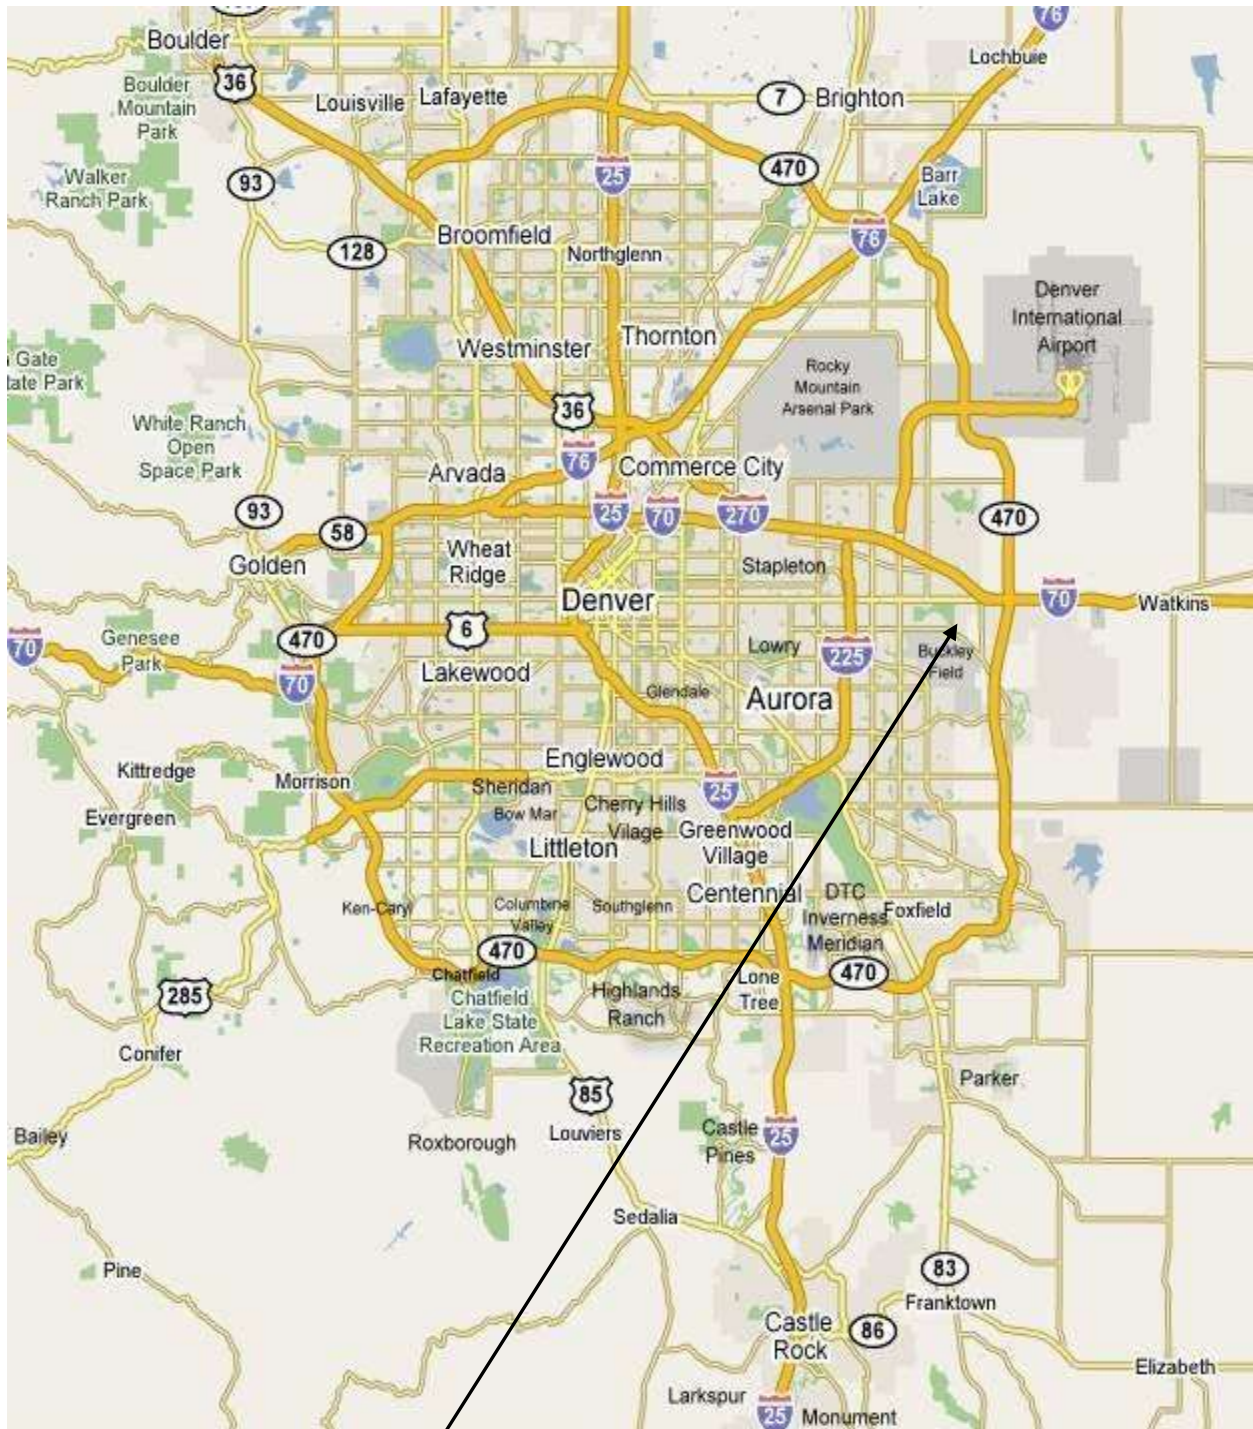 76
Lochbuie
Boulder
36
Boulder
Mountain
Park
Louisville
Lafayette
7
Brighton
470
25
93
Walker
Ranch Park
Barr
Lake
128
Broomfield
Northglenn
76
Denver
International
Airport
Thornton
Westminster
Gate
tate Park
Rocky
Mountain
Arsenal Park
36
White Ranch
Open
Space Park
76
Commerce City
Arvada
93
58
25
70
270
470
Golden
Wheat
Ridge
Stapleton
Denver
70
Watkins
70
Genesee
Park
470
6
Lowry
225
Buckley
Field
Lakewood
70
Glendale
Aurora
Englewood
Kittredge
Morrison
Sheridan
25
Evergreen
Bow Mar
Cherry Hills
Vilage
Greenwood
Village
Littleton
Centennial
DTC
Inverness
Meridian
Foxfield
Ken-Caryl
Columbine
Valley
Southglenn
470
Chatfield
Lone
Tree
470
285
Chatfield
Lake State
Recreation Area
Highlands
Ranch
Conifer
Parker
85
Louviers
Bailey
Roxborough
Castle
Pines
25
Sedalia
Pine
83
Franktown
Castle
Rock
86
Elizabeth
Larkspur
25
Monument